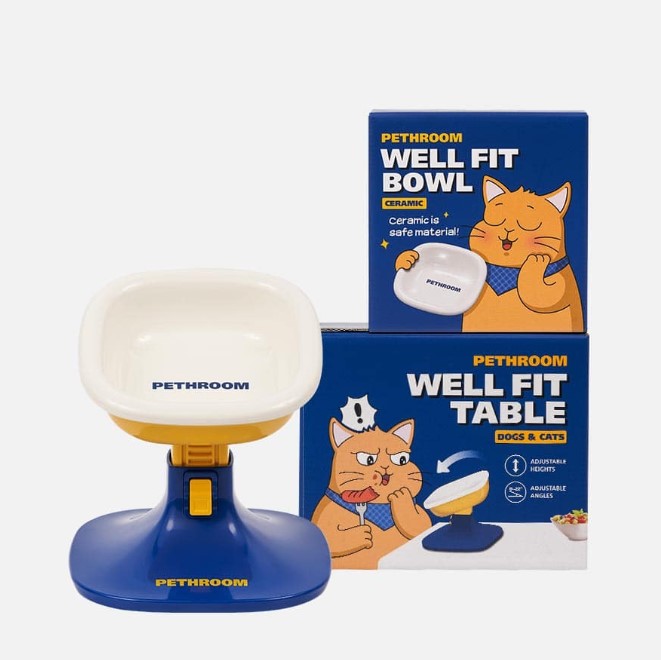 PETHROOM
WELL FIT
BOWL
CERAMIC
Ceramic is
safe material!
PETHROOM
PETHROOM
PETHROOM
WELL FIT
TABLE
DOGS & CATS
!
ADJUSTABLE
HEIGHTS
ADJUSTABLE
ANGLES
PETHROOM